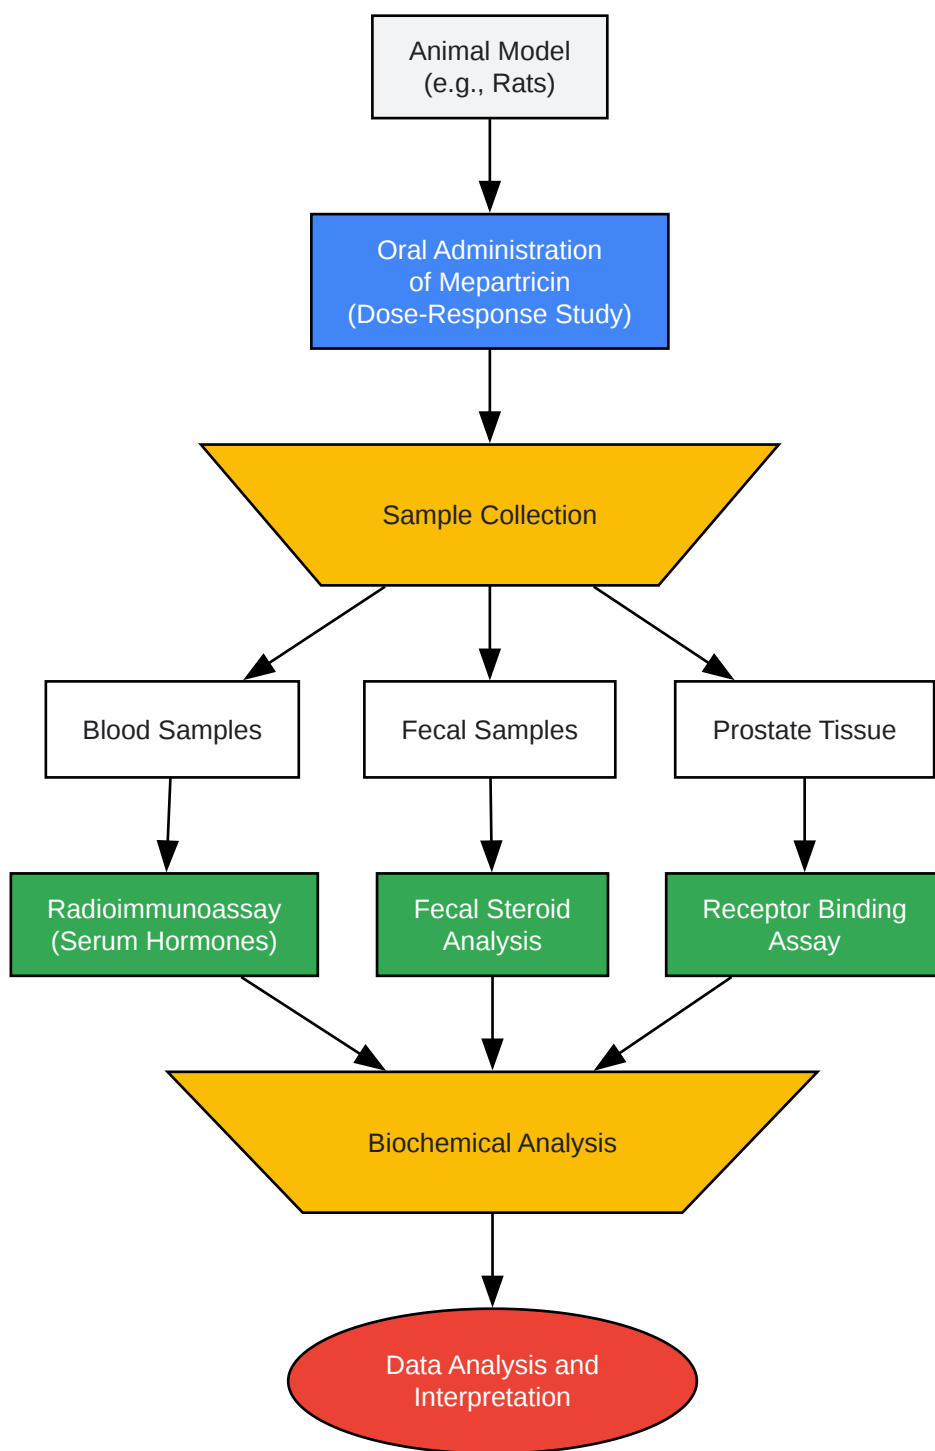 Animal Model
(e.g., Rats)
Oral Administration
of Mepartricin
(Dose-Response Study)
Sample Collection
Blood Samples
Fecal Samples
Prostate Tissue
Radioimmunoassay
(Serum Hormones)
Fecal Steroid
Analysis
Receptor Binding
Assay
Biochemical Analysis
Data Analysis and
Interpretation